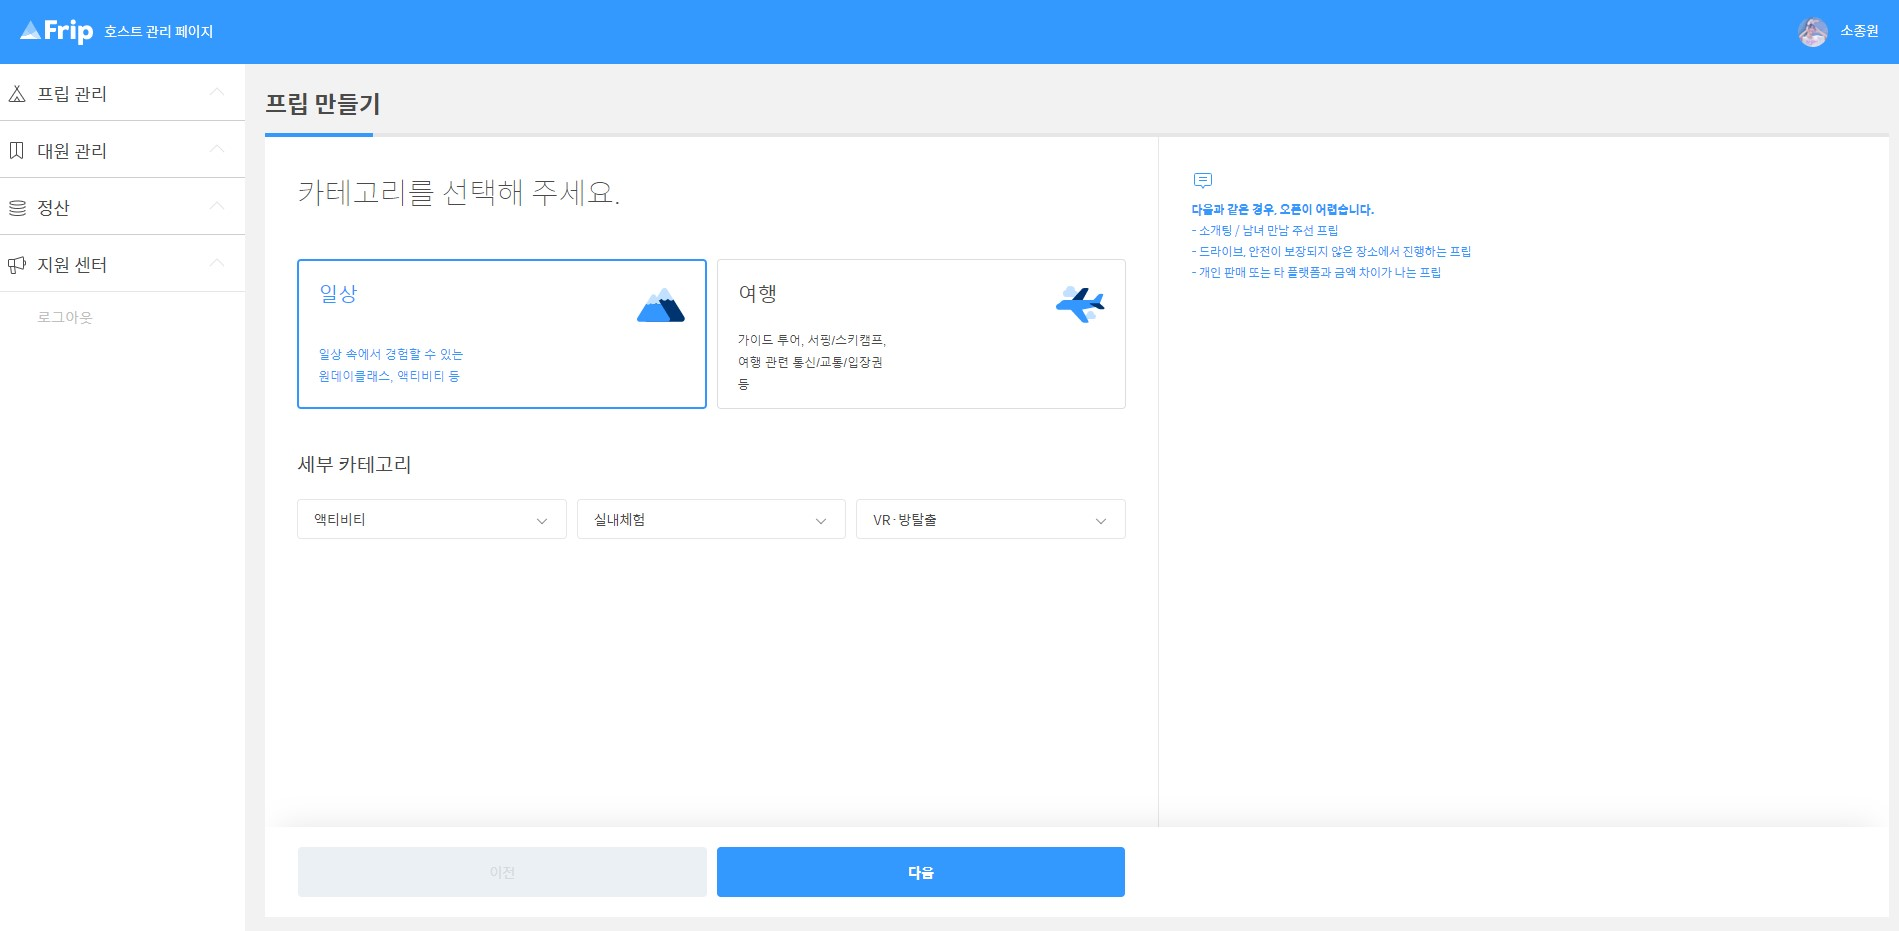 Frip 호스트 관리 페이지
소종원
프립 관리
대원 관리
정산
지원 센터
로그아웃
프립 만들기
카테고리를 선택해 주세요.
일상
일상 속에서 경험할 수 있는
원데이클래스, 액티비티 등
여행
가이드 투어, 서핑/스키캠프,
여행 관련 통신/교통/입장권
등
세부 카테고리
액티비티
실내체험
VR·방탈출
이전
다음
다음과 같은 경우, 오픈이 어렵습니다.
- 소개팅 / 남녀 만남 주선 프립
- 드라이브, 안전이 보장되지 않은 장소에서 진행하는 프립
- 개인 판매 또는 타 플랫폼과 금액 차이가 나는 프립